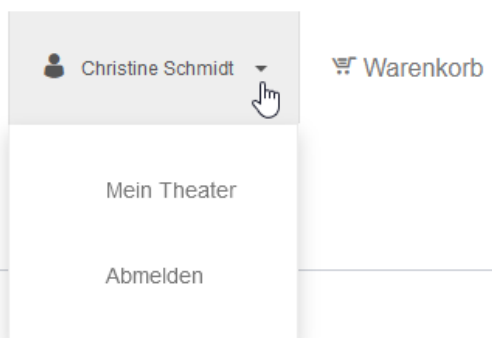 Christine Schmidt
Warenkorb
Mein Theater
Abmelden